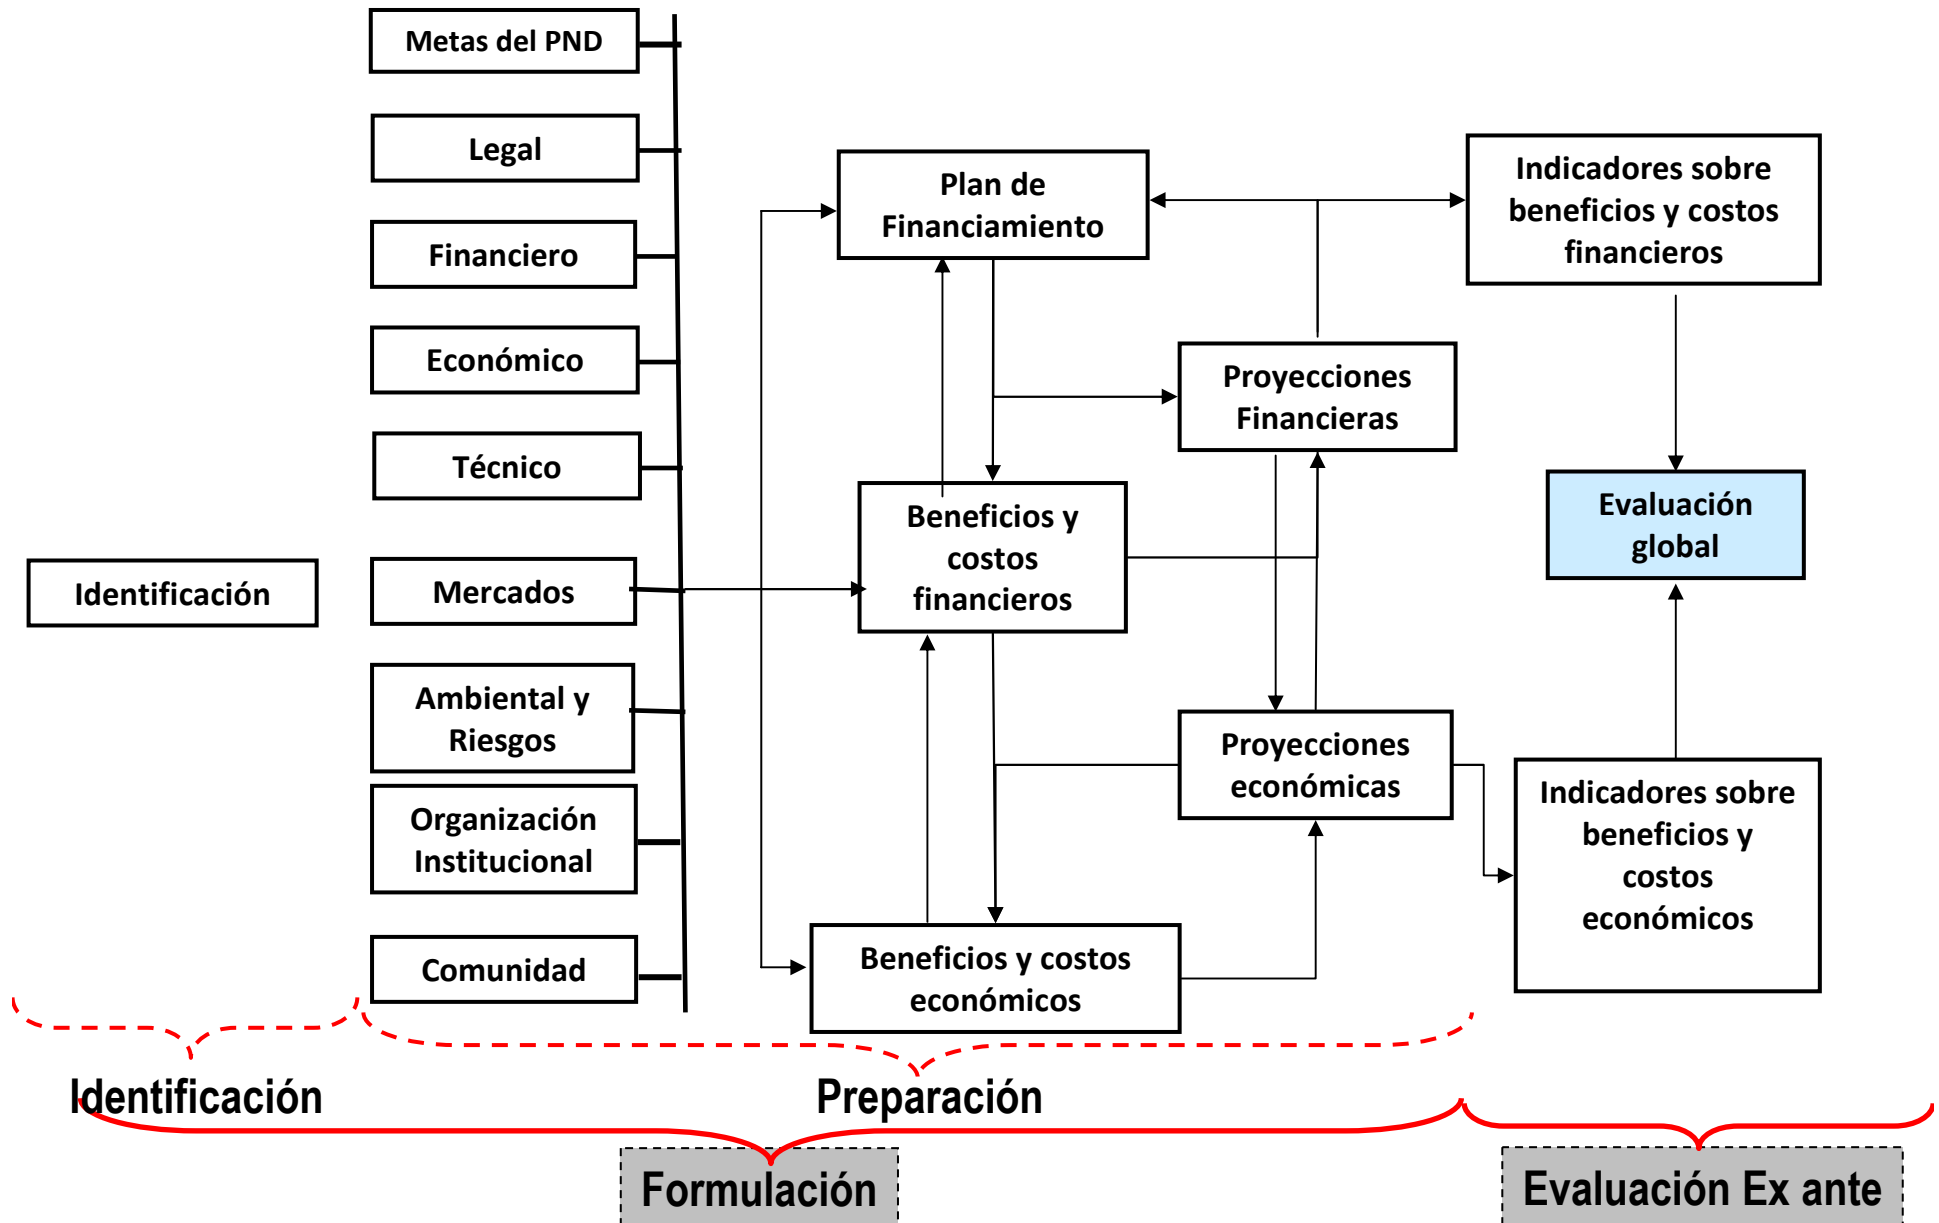 Metas del PND
Legal
Financiero
Económico
Técnico
Identificación
Mercados
Ambiental y
Riesgos
Organización
Institucional
Comunidad
Plan de
Financiamiento
Beneficios y
costos
financieros
Beneficios y costos
económicos
Proyecciones
Financieras
Proyecciones
económicas
Indicadores sobre
beneficios y costos
financieros
Evaluación
global
Indicadores sobre
beneficios y
costos
económicos
Identificación
Preparación
Formulación
Evaluación Ex ante